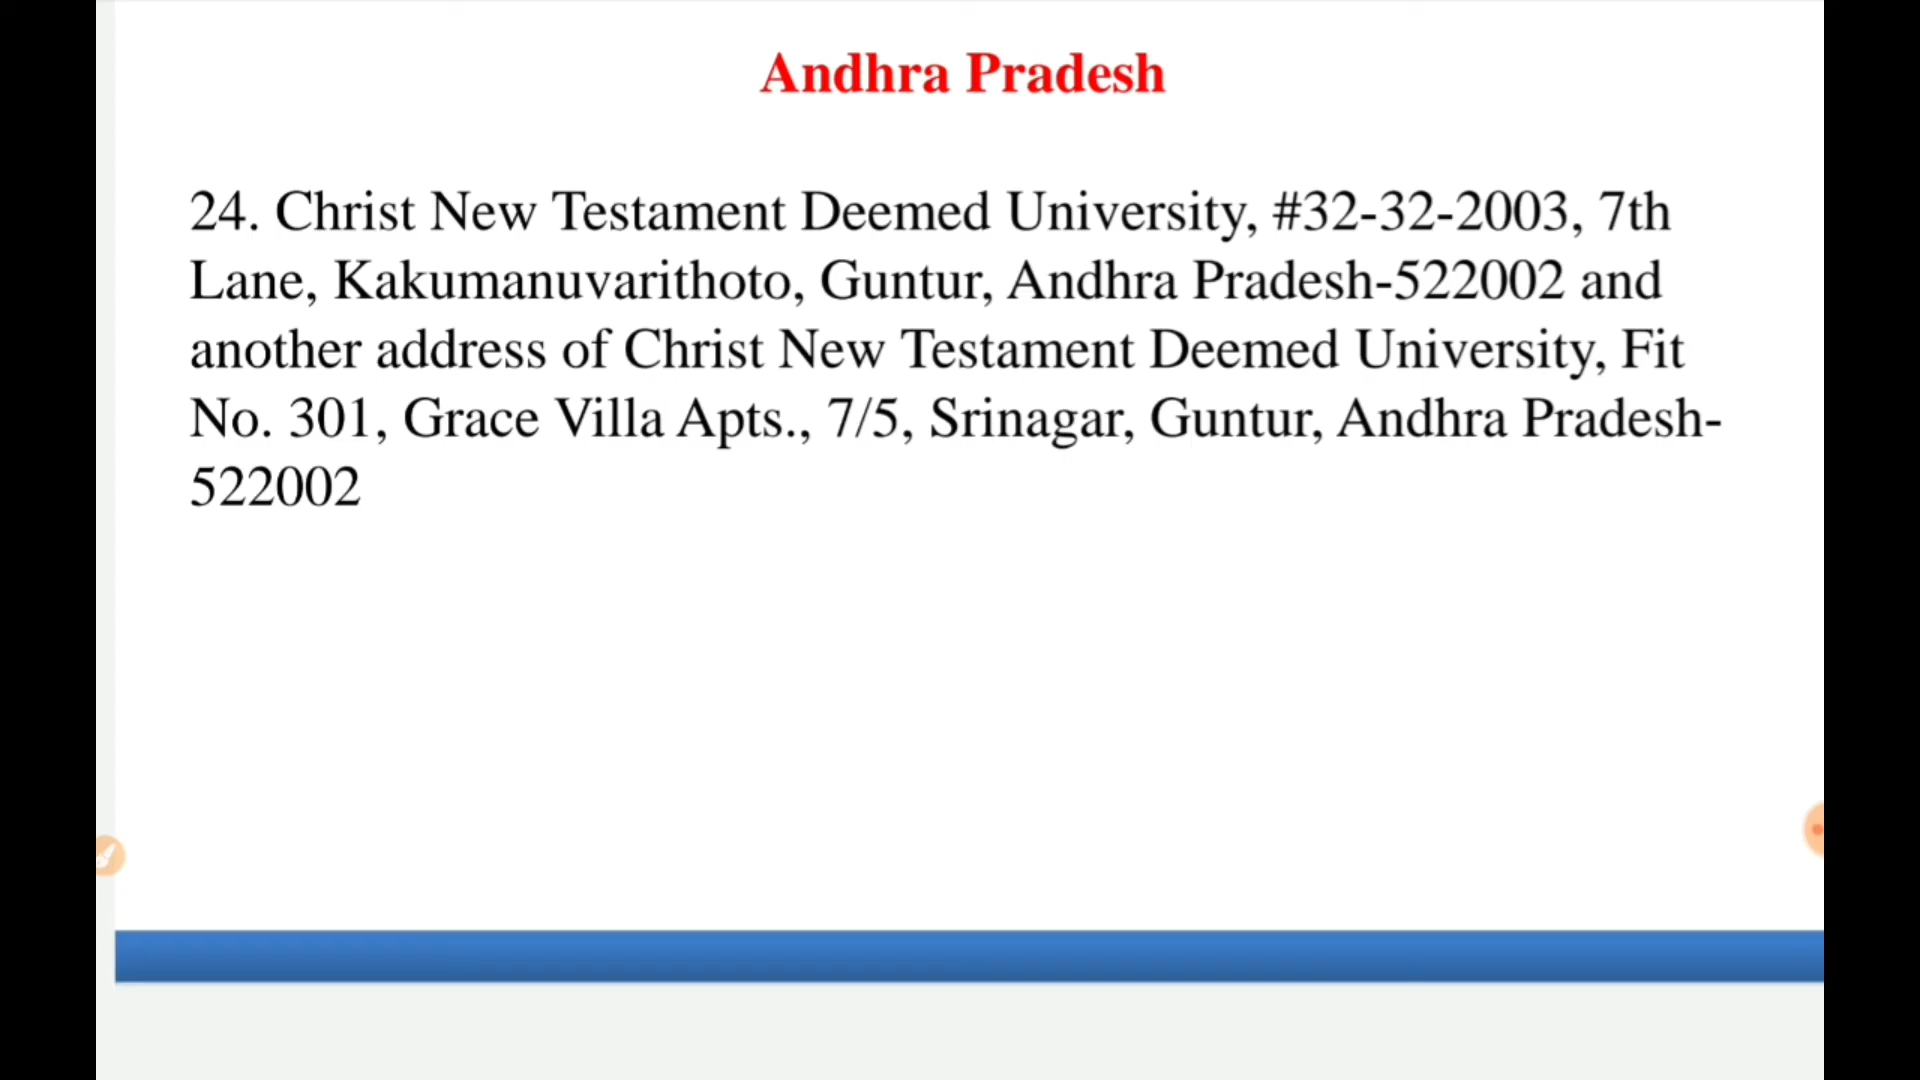 Andhra Pradesh
24. Christ New Testament Deemed University, #32-32-2003, 7th
Lane, Kakumanuvarithoto, Guntur, Andhra Pradesh-522002 and
another address of Christ New Testament Deemed University, Fit
No. 301, Grace Villa Apts., 7/5, Srinagar, Guntur, Andhra Pradesh-
522002